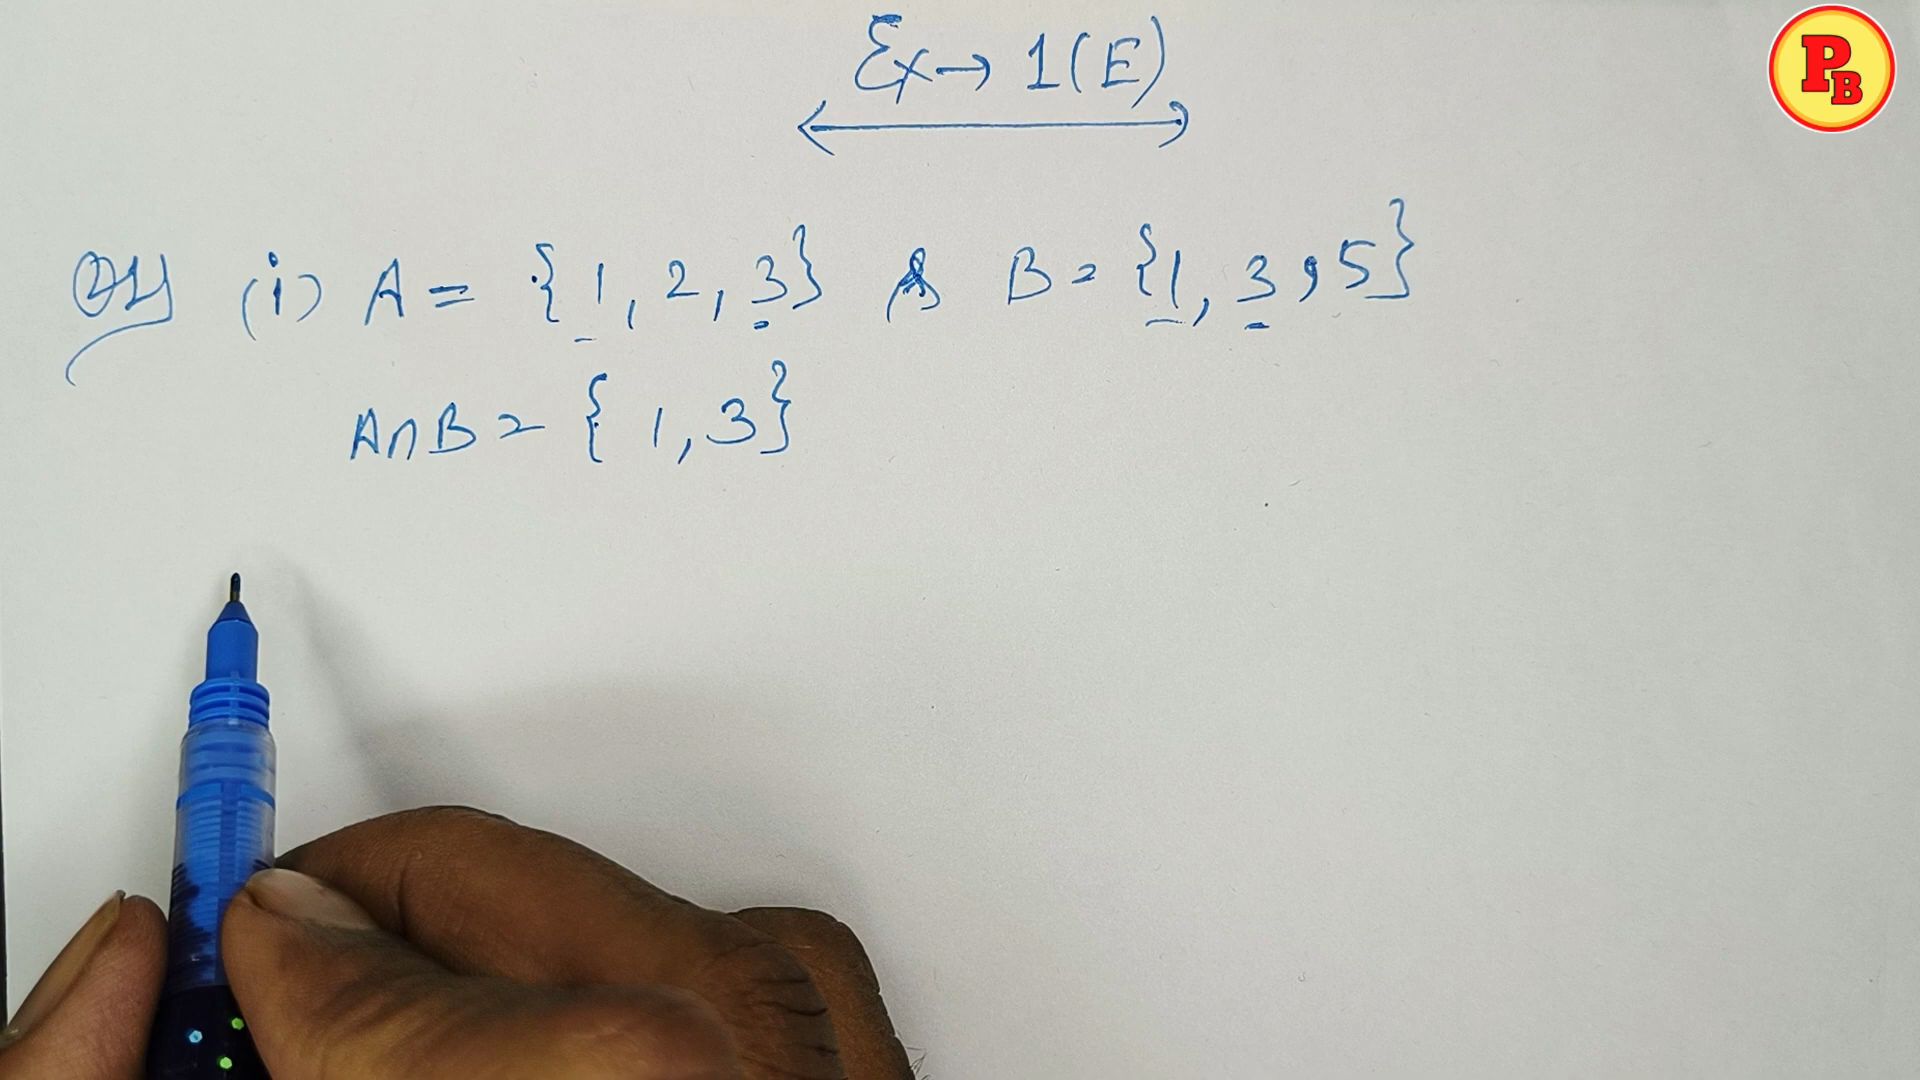 Ex → 1(E)
PB
Q1 (i) A = {1, 2, 3} & B = {1, 3, 5}
A∩B = {1, 3}